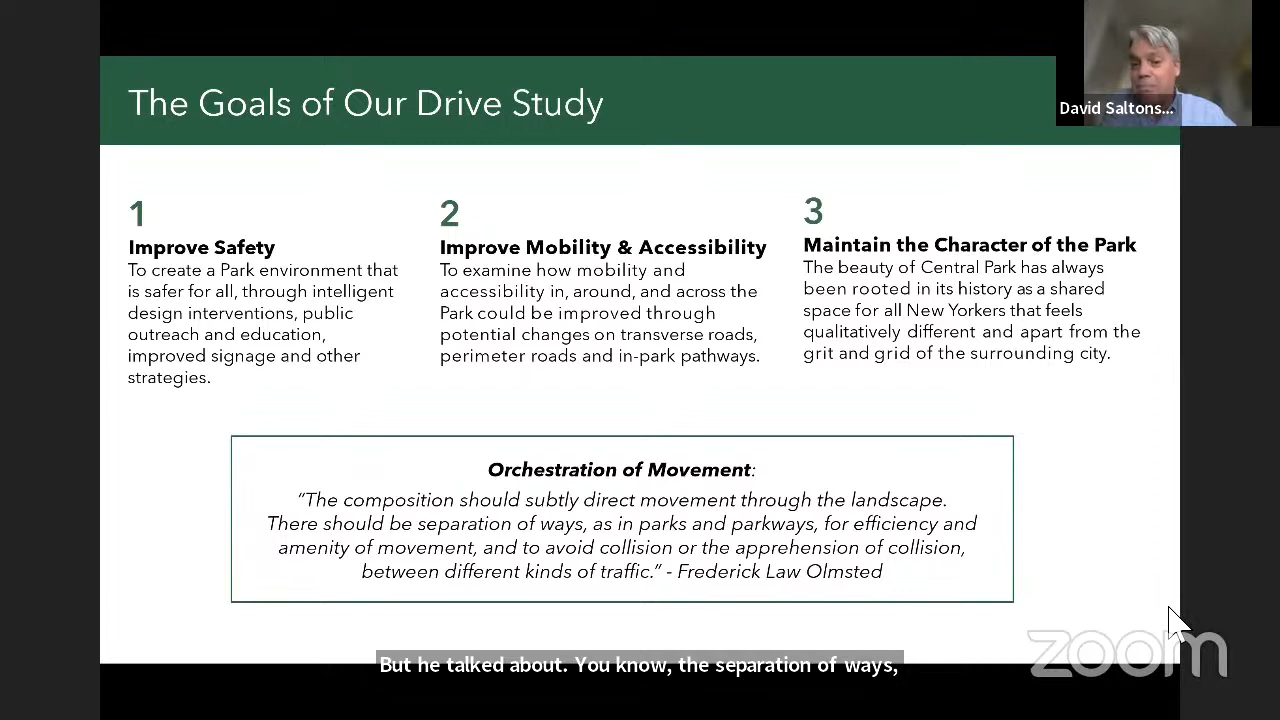 The Goals of Our Drive Study
David Saltons...
1
Improve Safety
To create a Park environment that
is safer for all, through intelligent
design interventions, public
outreach and education,
improved signage and other
strategies.
2
Improve Mobility & Accessibility
To examine how mobility and
accessibility in, around, and across the
Park could be improved through
potential changes on transverse roads,
perimeter roads and in-park pathways.
3
Maintain the Character of the Park
The beauty of Central Park has always
been rooted in its history as a shared
space for all New Yorkers that feels
qualitatively different and apart from the
grit and grid of the surrounding city.
Orchestration of Movement:
“The composition should subtly direct movement through the landscape.
There should be separation of ways, as in parks and parkways, for efficiency and
amenity of movement, and to avoid collision or the apprehension of collision,
between different kinds of traffic.” - Frederick Law Olmsted
zoom
But he talked about. You know, the separation of ways,